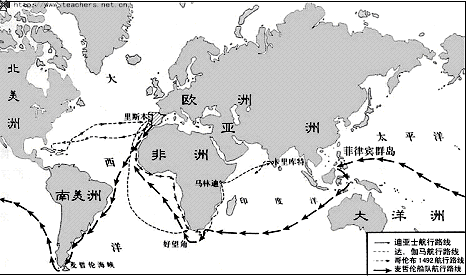 http://www.teachers.net.cn
北美洲
大
欧 洲
里斯本
亚
太 平 洋
洲
菲律宾群岛
非 洲
卡里库特
西
马林迪
南美洲
印 度 洋
大 洋 洲
好望角
洋
麦哲伦海峡
迪亚士航行路线
达．伽马航行路线
哥伦布1492航行路线
麦哲伦船队航行路线